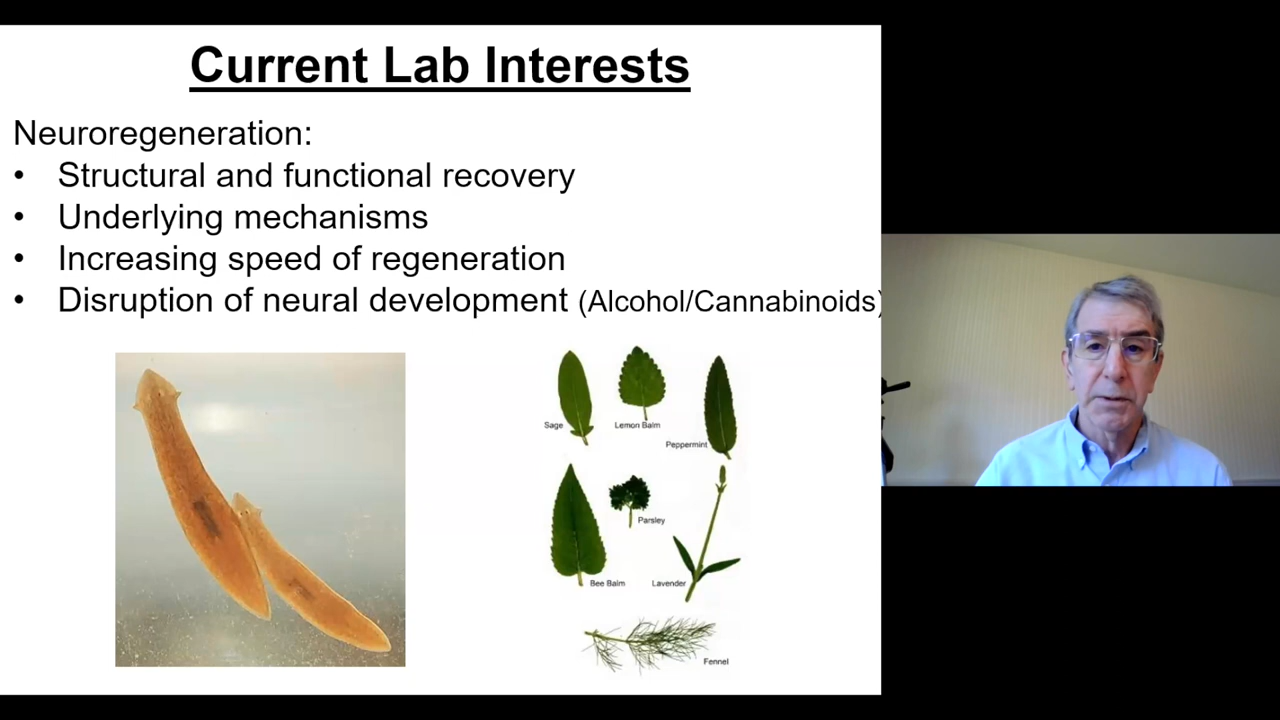 Current Lab Interests
Neuroregeneration:
• Structural and functional recovery
• Underlying mechanisms
• Increasing speed of regeneration
• Disruption of neural development (Alcohol/Cannabinoids)
Sage
Lemon Balm
Peppermint
Parsley
Bee Balm
Lavender
Fennel